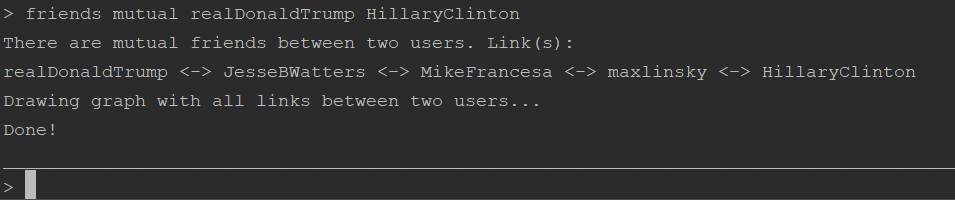 > friends mutual realDonaldTrump HillaryClinton
There are mutual friends between two users. Link(s):
realDonaldTrump <-> JesseBWatters <-> MikeFrancesa <-> maxlinsky <-> HillaryClinton
Drawing graph with all links between two users...
Done!
>